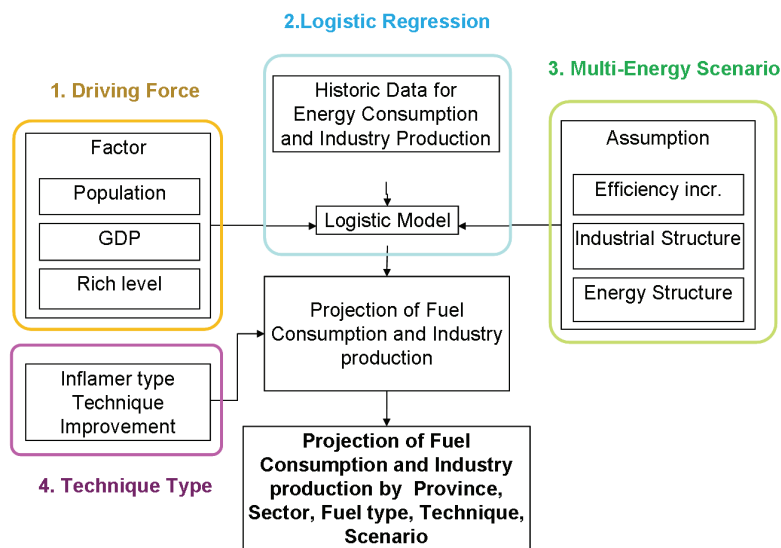 2.Logistic Regression
1. Driving Force
3. Multi-Energy Scenario
Factor
Population
GDP
Rich level
Historic Data for
Energy Consumption
and Industry Production
Logistic Model
Assumption
Efficiency incr.
Industrial Structure
Energy Structure
Projection of Fuel
Consumption and Industry
production
Inflamer type
Technique
Improvement
4. Technique Type
Projection of Fuel
Consumption and Industry
production by Province,
Sector, Fuel type, Technique,
Scenario